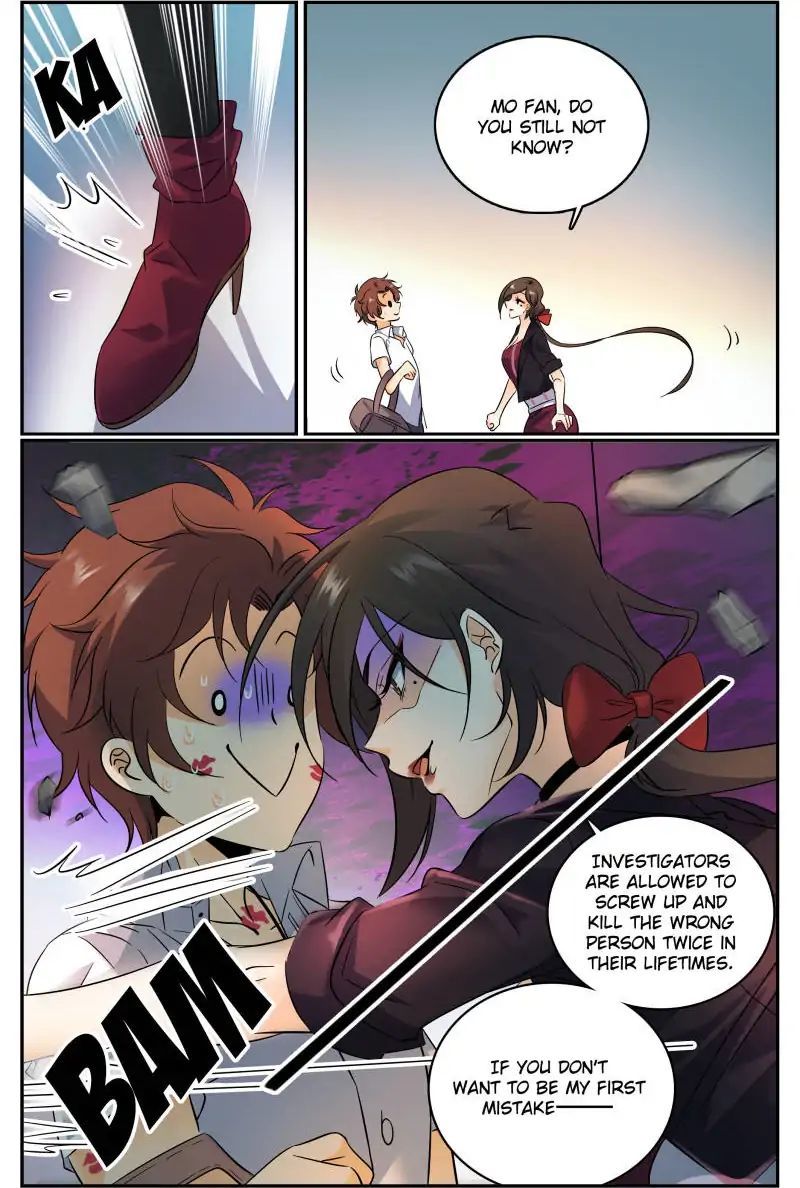 KA
MO FAN, DO
YOU STILL NOT
KNOW?
INVESTIGATORS
ARE ALLOWED TO
SCREW UP AND
KILL THE WRONG
PERSON TWICE IN
THEIR LIFETIMES.
BAM
IF YOU DON'T
WANT TO BE MY FIRST
MISTAKE——